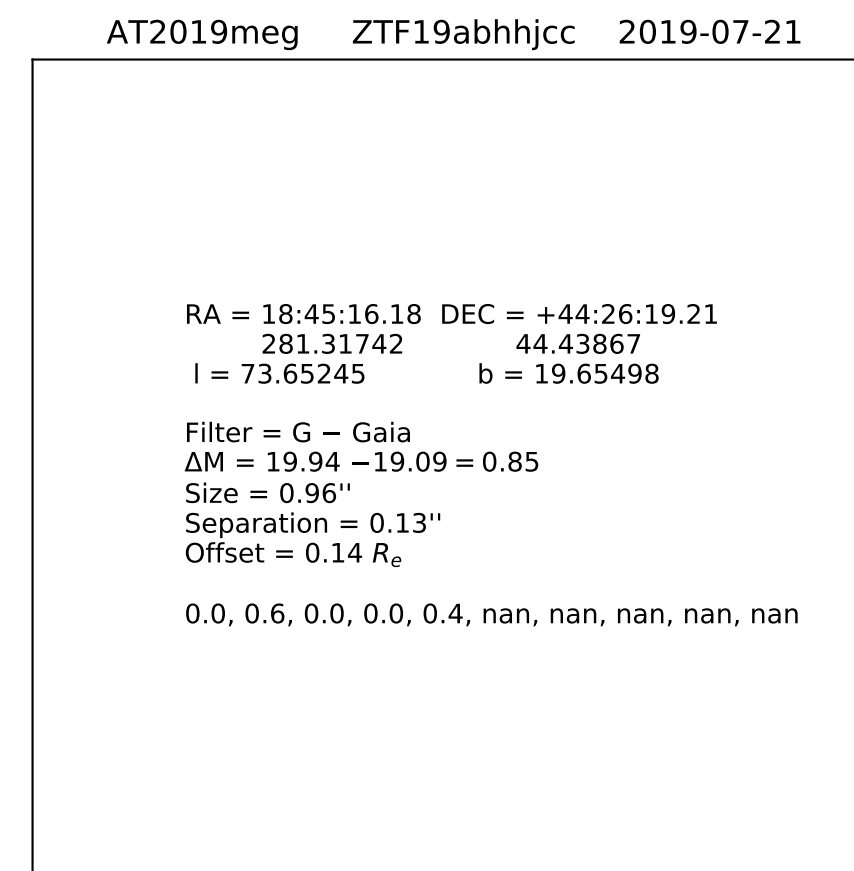 AT2019meg ZTF19abhhjcc 2019-07-21
RA = 18:45:16.18 DEC = +44:26:19.21
281.31742 44.43867
l = 73.65245 b = 19.65498
Filter = G − Gaia
ΔM = 19.94 −19.09 = 0.85
Size = 0.96''
Separation = 0.13''
Offset = 0.14 Rₑ
0.0, 0.6, 0.0, 0.0, 0.4, nan, nan, nan, nan, nan